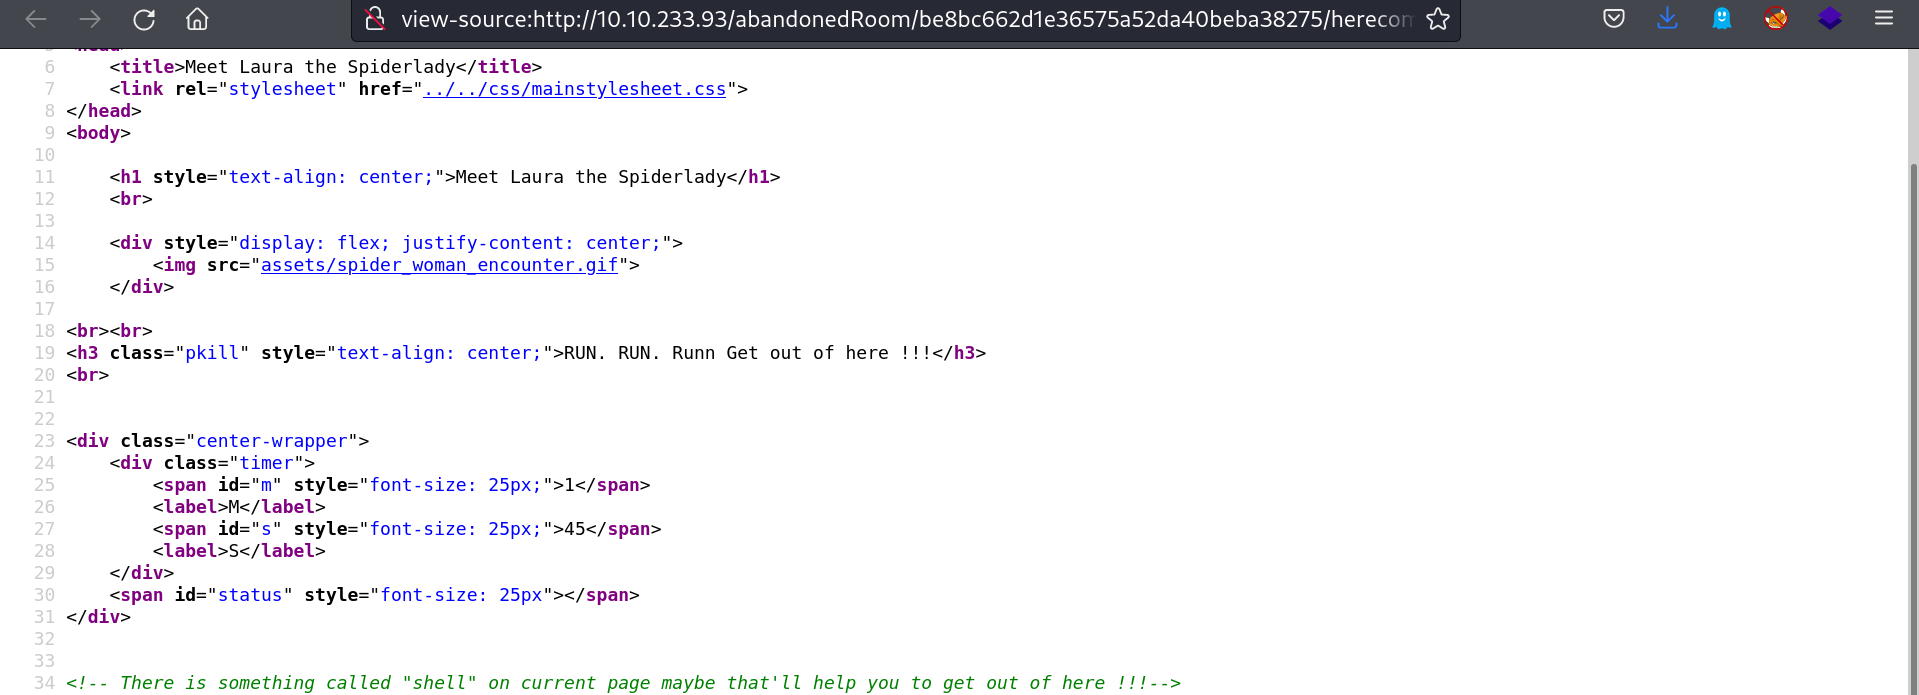 view-source:http://10.10.233.93/abandonedRoom/be8bc662d1e36575a52da40beba38275/herecom
6 <title>Meet Laura the Spiderlady</title>
7 <link rel="stylesheet" href="../../css/mainstylesheet.css">
8 </head>
9 <body>
10
11 <h1 style="text-align: center;">Meet Laura the Spiderlady</h1>
12 <br>
13
14 <div style="display: flex; justify-content: center;">
15 <img src="assets/spider_woman_encounter.gif">
16 </div>
17
18 <br><br>
19 <h3 class="pkill" style="text-align: center;">RUN. RUN. Runn Get out of here !!!</h3>
20 <br>
21
22
23 <div class="center-wrapper">
24 <div class="timer">
25 <span id="m" style="font-size: 25px;">1</span>
26 <label>M</label>
27 <span id="s" style="font-size: 25px;">45</span>
28 <label>S</label>
29 </div>
30 <span id="status" style="font-size: 25px"></span>
31 </div>
32
33
34 <!-- There is something called "shell" on current page maybe that'll help you to get out of here !!!-->